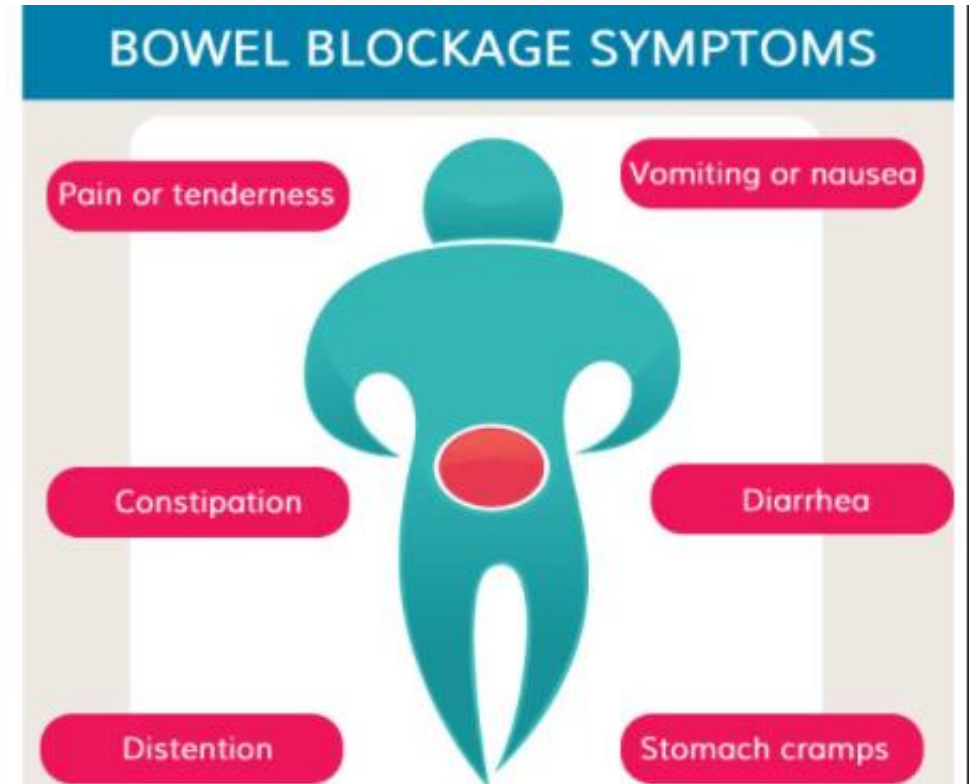 BOWEL BLOCKAGE SYMPTOMS
Pain or tenderness
Vomiting or nausea
Constipation
Diarrhea
Distention
Stomach cramps